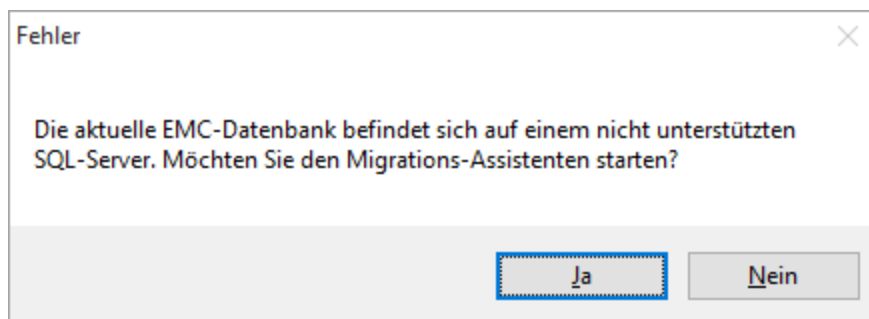 Fehler
Die aktuelle EMC-Datenbank befindet sich auf einem nicht unterstützten
SQL-Server. Möchten Sie den Migrations-Assistenten starten?
Ja
Nein